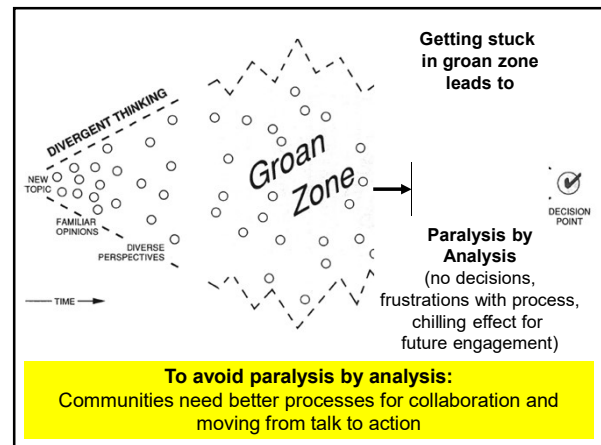 Getting stuck
in groan zone
leads to
DIVERGENT THINKING
Groan
Zone
NEW
TOPIC
FAMILIAR
OPINIONS
DIVERSE
PERSPECTIVES
DECISION
POINT
TIME
Paralysis by
Analysis
(no decisions,
frustrations with process,
chilling effect for
future engagement)
To avoid paralysis by analysis:
Communities need better processes for collaboration and
moving from talk to action